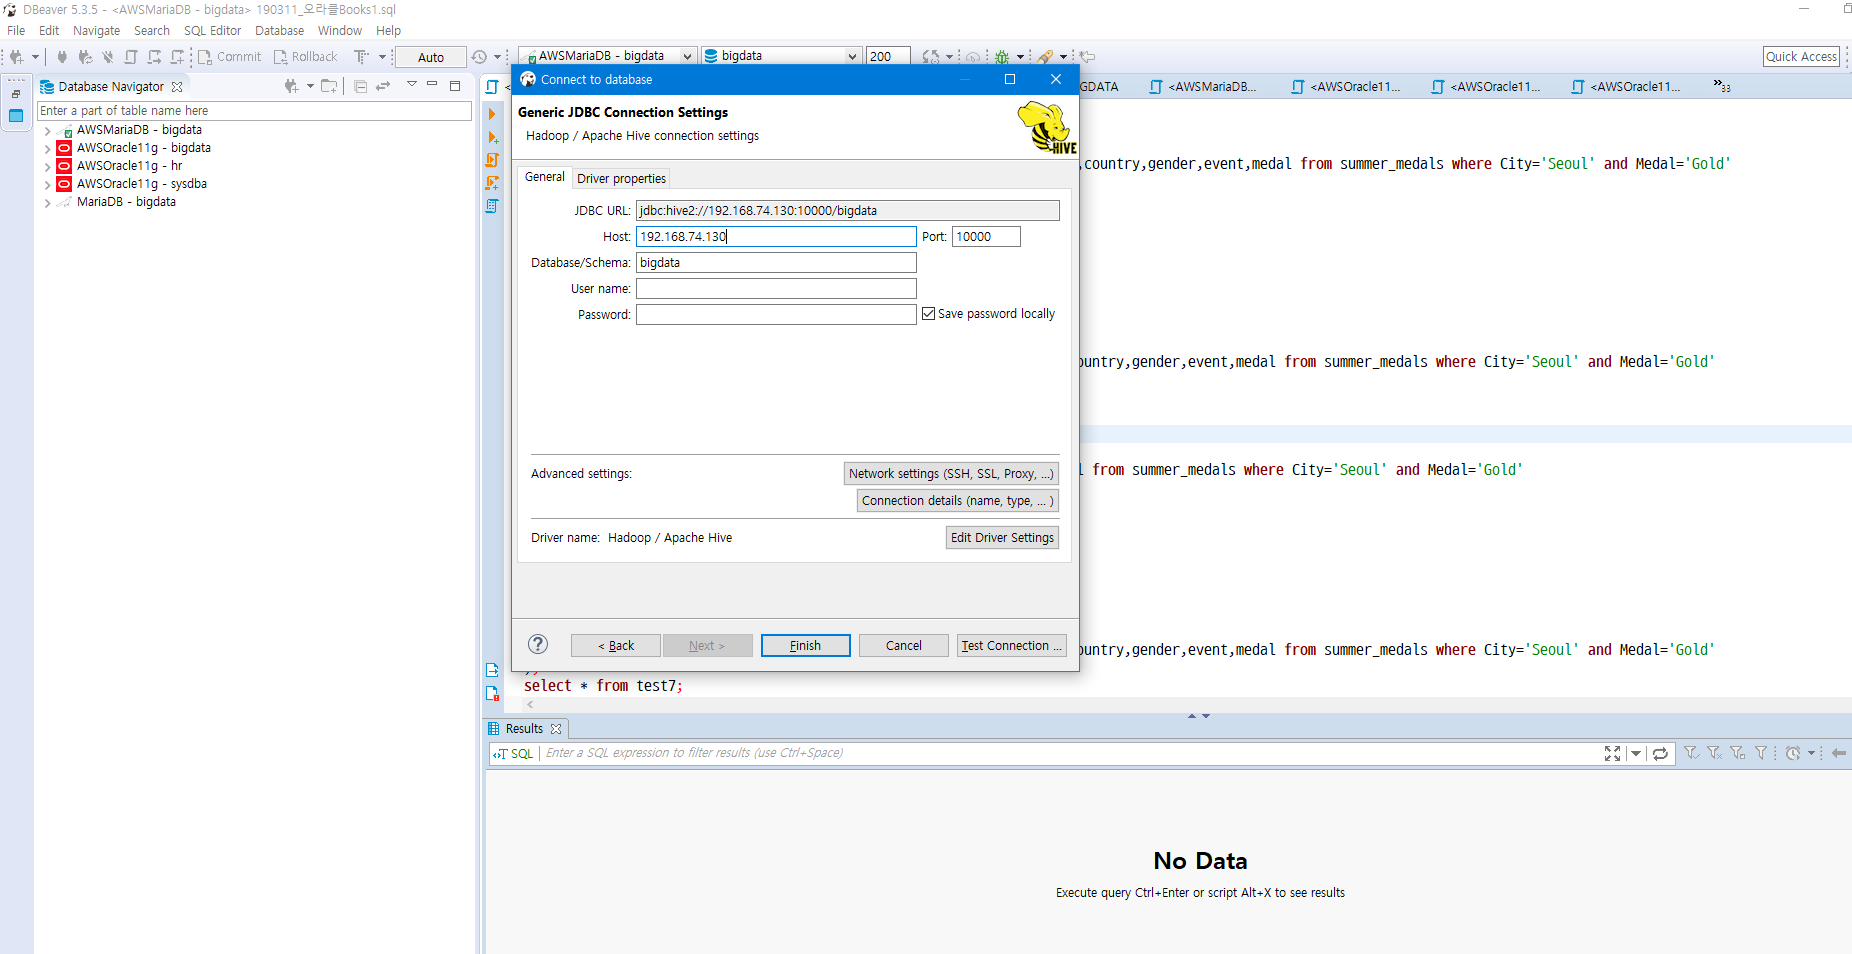 DBeaver 5.3.5 - <AWSMariaDB - bigdata> 190311_오라클Books1.sql
File Edit Navigate Search SQL Editor Database Window Help
Commit Rollback Auto AWSMariaDB - bigdata bigdata 200 Quick Access
Database Navigator
Enter a part of table name here
AWSMariaDB - bigdata
AWSOracle11g - bigdata
AWSOracle11g - hr
AWSOracle11g - sysdba
MariaDB - bigdata
GDATA <AWSMariaDB... <AWSOracle11... <AWSOracle11... <AWSOracle11... »33
Connect to database
Generic JDBC Connection Settings
Hadoop / Apache Hive connection settings
HIVE
General Driver properties
JDBC URL: jdbc:hive2://192.168.74.130:10000/bigdata
Host: 192.168.74.130 Port: 10000
Database/Schema: bigdata
User name:
Password: Save password locally
Advanced settings: Network settings (SSH, SSL, Proxy, ...)
Connection details (name, type, ... )
Driver name: Hadoop / Apache Hive Edit Driver Settings
< Back Next > Finish Cancel Test Connection ...
,country,gender,event,medal from summer_medals where City='Seoul' and Medal='Gold'
ountry,gender,event,medal from summer_medals where City='Seoul' and Medal='Gold'
l from summer_medals where City='Seoul' and Medal='Gold'
ountry,gender,event,medal from summer_medals where City='Seoul' and Medal='Gold'
select * from test7;
Results
SQL Enter a SQL expression to filter results (use Ctrl+Space)
No Data
Execute query Ctrl+Enter or script Alt+X to see results